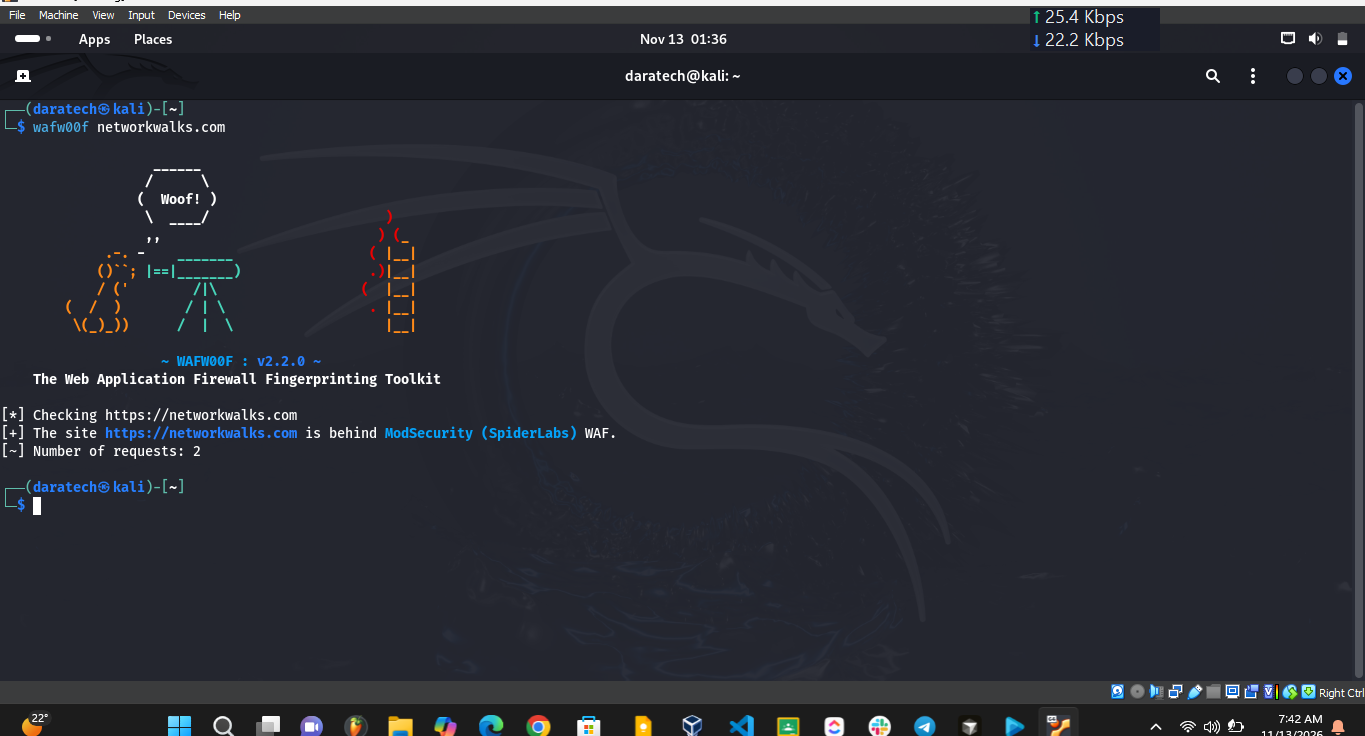 File Machine View Input Devices Help
↑ 25.4 Kbps
↓ 22.2 Kbps
Apps Places Nov 13 01:36
daratech@kali: ~
┌──(daratech㉿kali)-[~]
└─$ wafw00f networkwalks.com
Woof!
~ WAFW00F : v2.2.0 ~
The Web Application Firewall Fingerprinting Toolkit
[*] Checking https://networkwalks.com
[+] The site https://networkwalks.com is behind ModSecurity (SpiderLabs) WAF.
[~] Number of requests: 2
┌──(daratech㉿kali)-[~]
└─$
Right Ctrl
22°
7:42 AM
11/13/2026